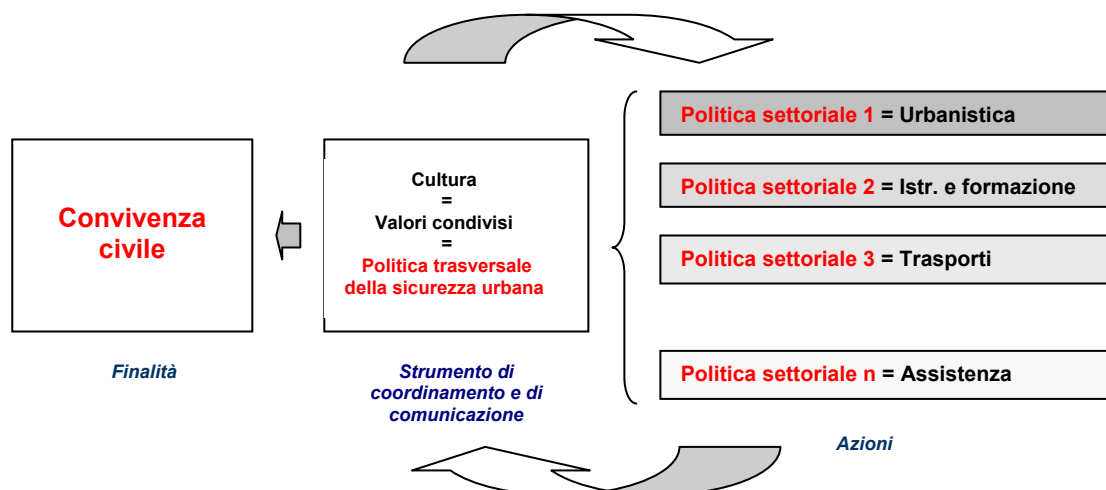 Convivenza
civile
Finalità
Cultura
=
Valori condivisi
=
Politica trasversale
della sicurezza urbana
Strumento di
coordinamento e di
comunicazione
Politica settoriale 1 = Urbanistica
Politica settoriale 2 = Istr. e formazione
Politica settoriale 3 = Trasporti
Politica settoriale n = Assistenza
Azioni